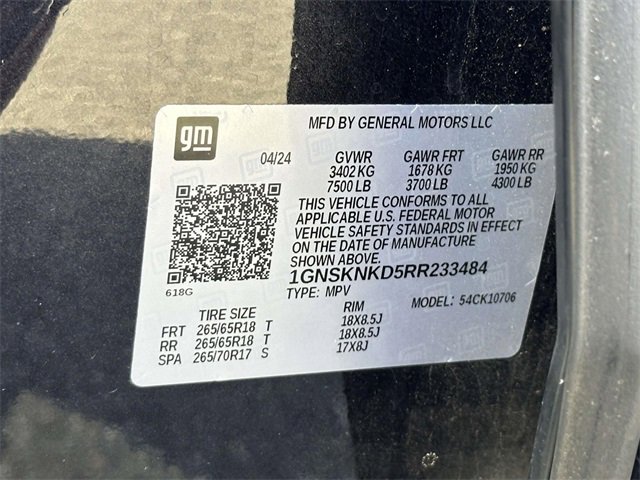 gm
MFD BY GENERAL MOTORS LLC
04/24 GVWR GAWR FRT GAWR RR
3402 KG 1678 KG 1950 KG
7500 LB 3700 LB 4300 LB
THIS VEHICLE CONFORMS TO ALL
APPLICABLE U.S. FEDERAL MOTOR
VEHICLE SAFETY STANDARDS IN EFFECT
ON THE DATE OF MANUFACTURE
SHOWN ABOVE.
1GNSKNKD5RR233484
618G
TYPE: MPV MODEL: 54CK10706
TIRE SIZE RIM
FRT 265/65R18 T 18X8.5J
RR 265/65R18 T 18X8.5J
SPA 265/70R17 S 17X8J